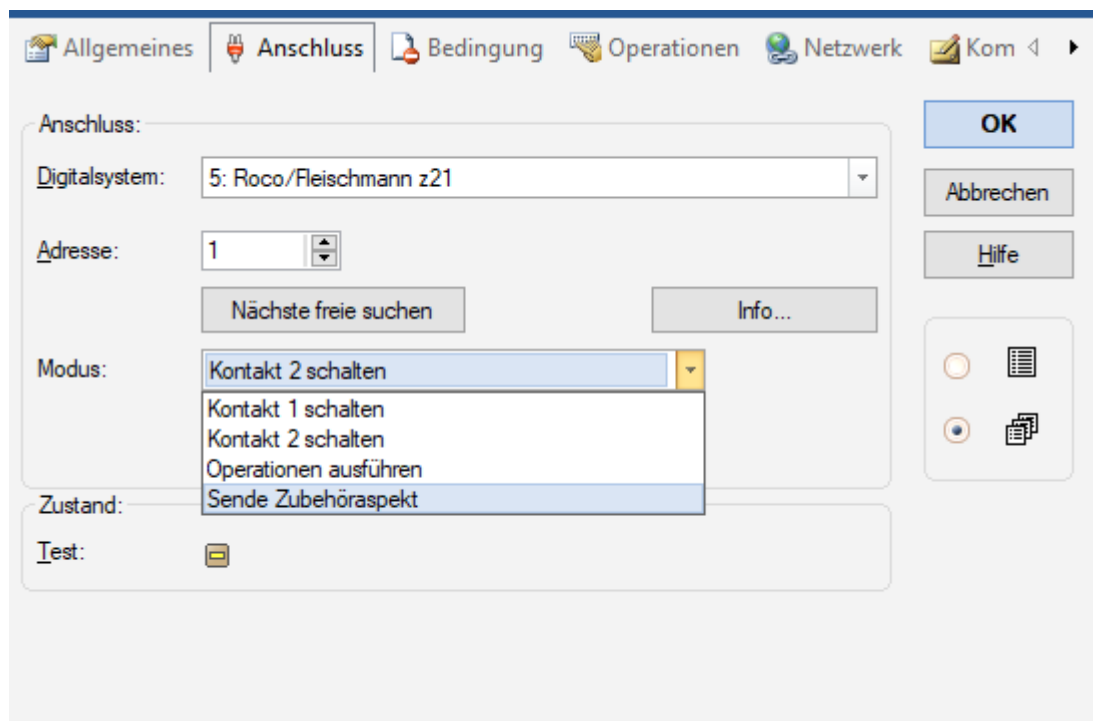 Allgemeines Anschluss Bedingung Operationen Netzwerk Kom
Anschluss:
OK
Digitalsystem: 5: Roco/Fleischmann z21
Abbrechen
Adresse: 1
Hilfe
Nächste freie suchen Info...
Modus: Kontakt 2 schalten
Kontakt 1 schalten
Kontakt 2 schalten
Operationen ausführen
Sende Zubehöraspekt
Zustand:
Test: